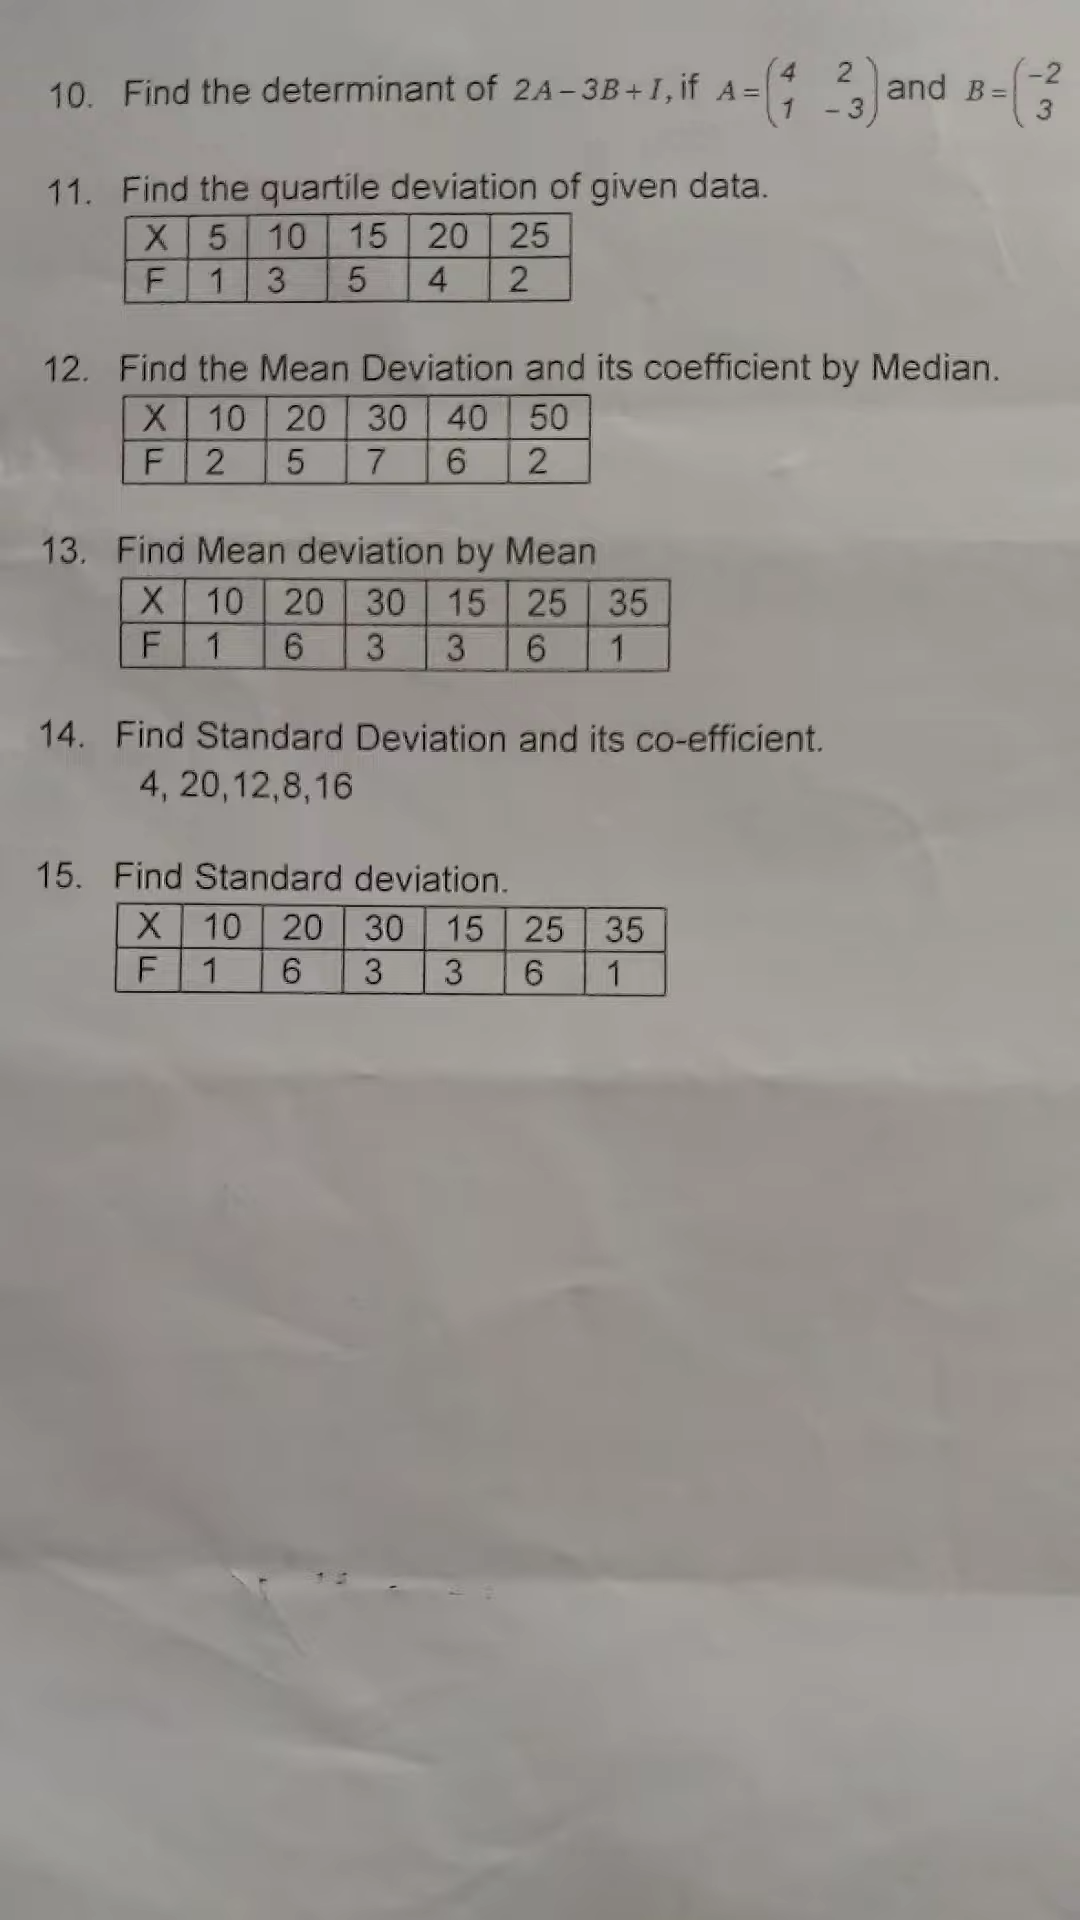 10. Find the determinant of 2A – 3B + I, if A = (4 2 1 – 3) and B = (–2 3
11. Find the quartile deviation of given data.
X 5 10 15 20 25
F 1 3 5 4 2
12. Find the Mean Deviation and its coefficient by Median.
X 10 20 30 40 50
F 2 5 7 6 2
13. Find Mean deviation by Mean
X 10 20 30 15 25 35
F 1 6 3 3 6 1
14. Find Standard Deviation and its co-efficient.
4, 20,12,8,16
15. Find Standard deviation.
X 10 20 30 15 25 35
F 1 6 3 3 6 1